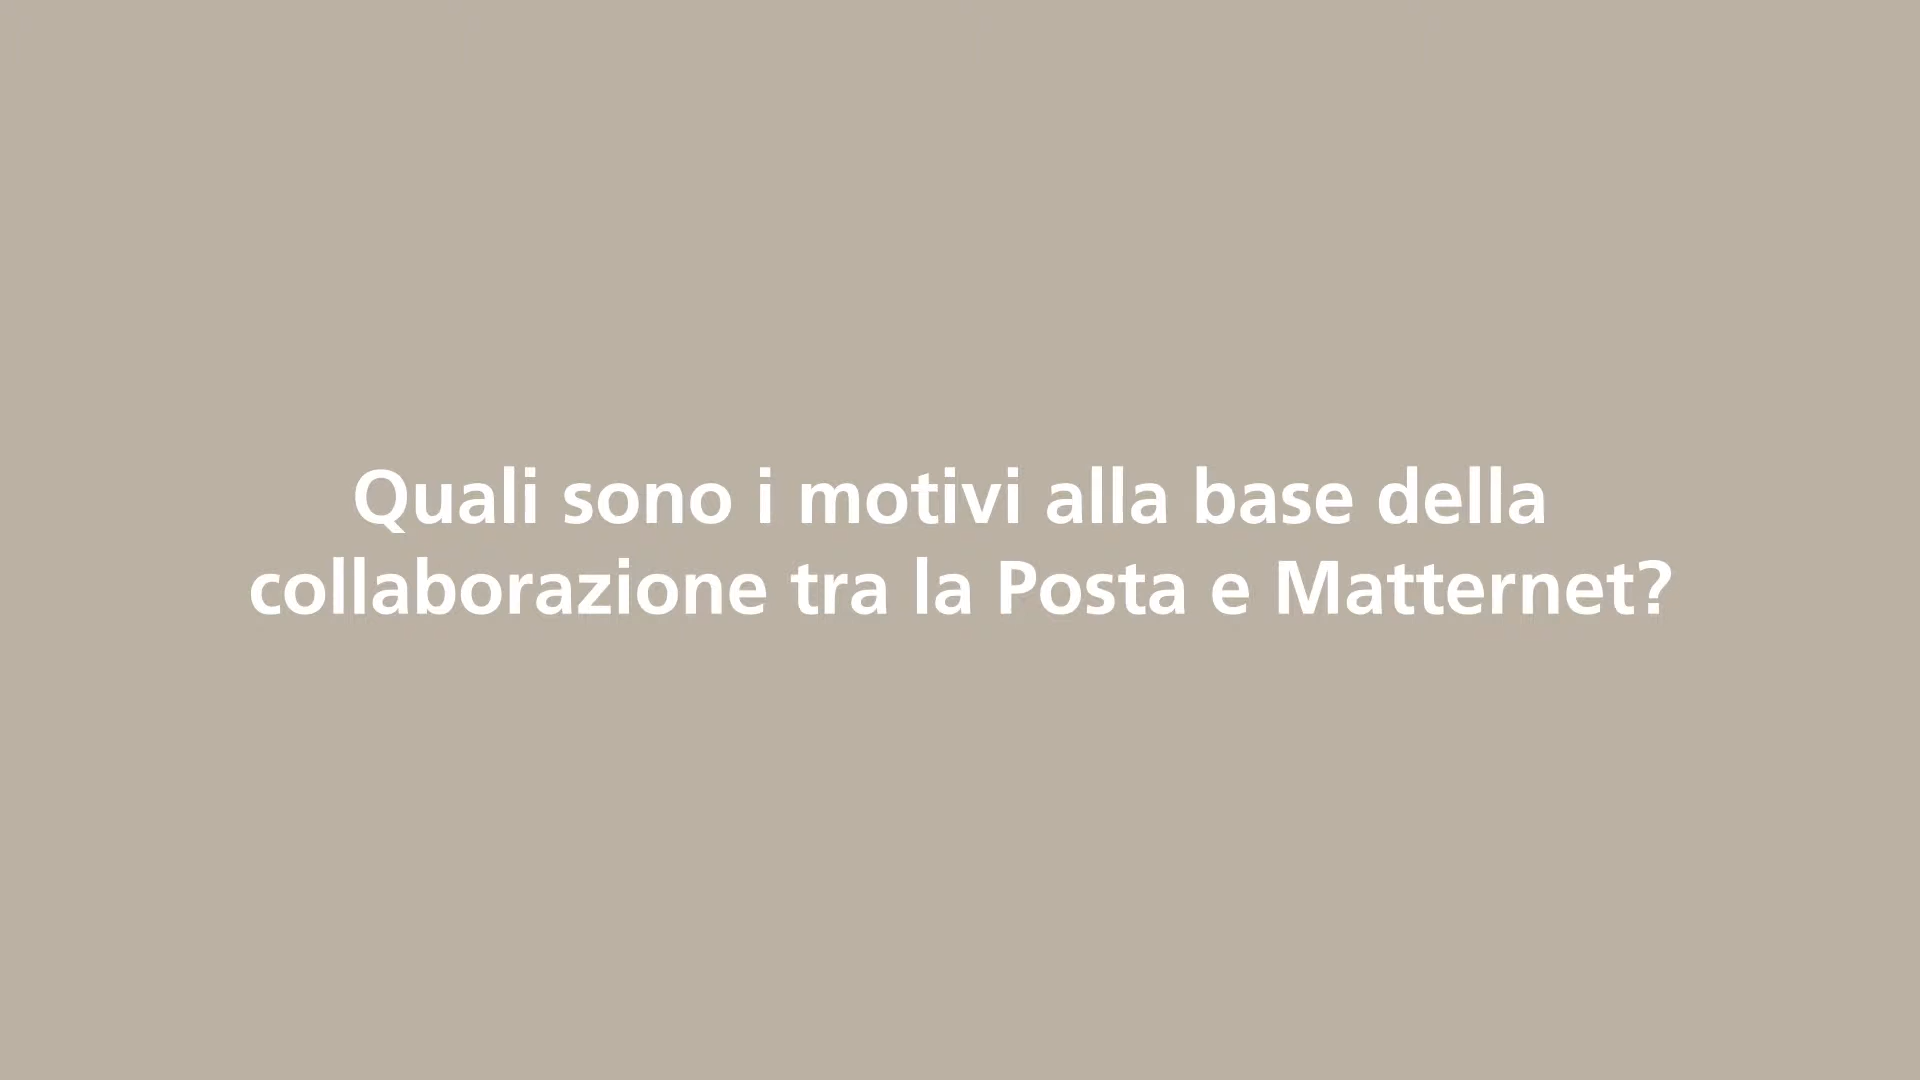 Quali sono i motivi alla base della
collaborazione tra la Posta e Matternet?